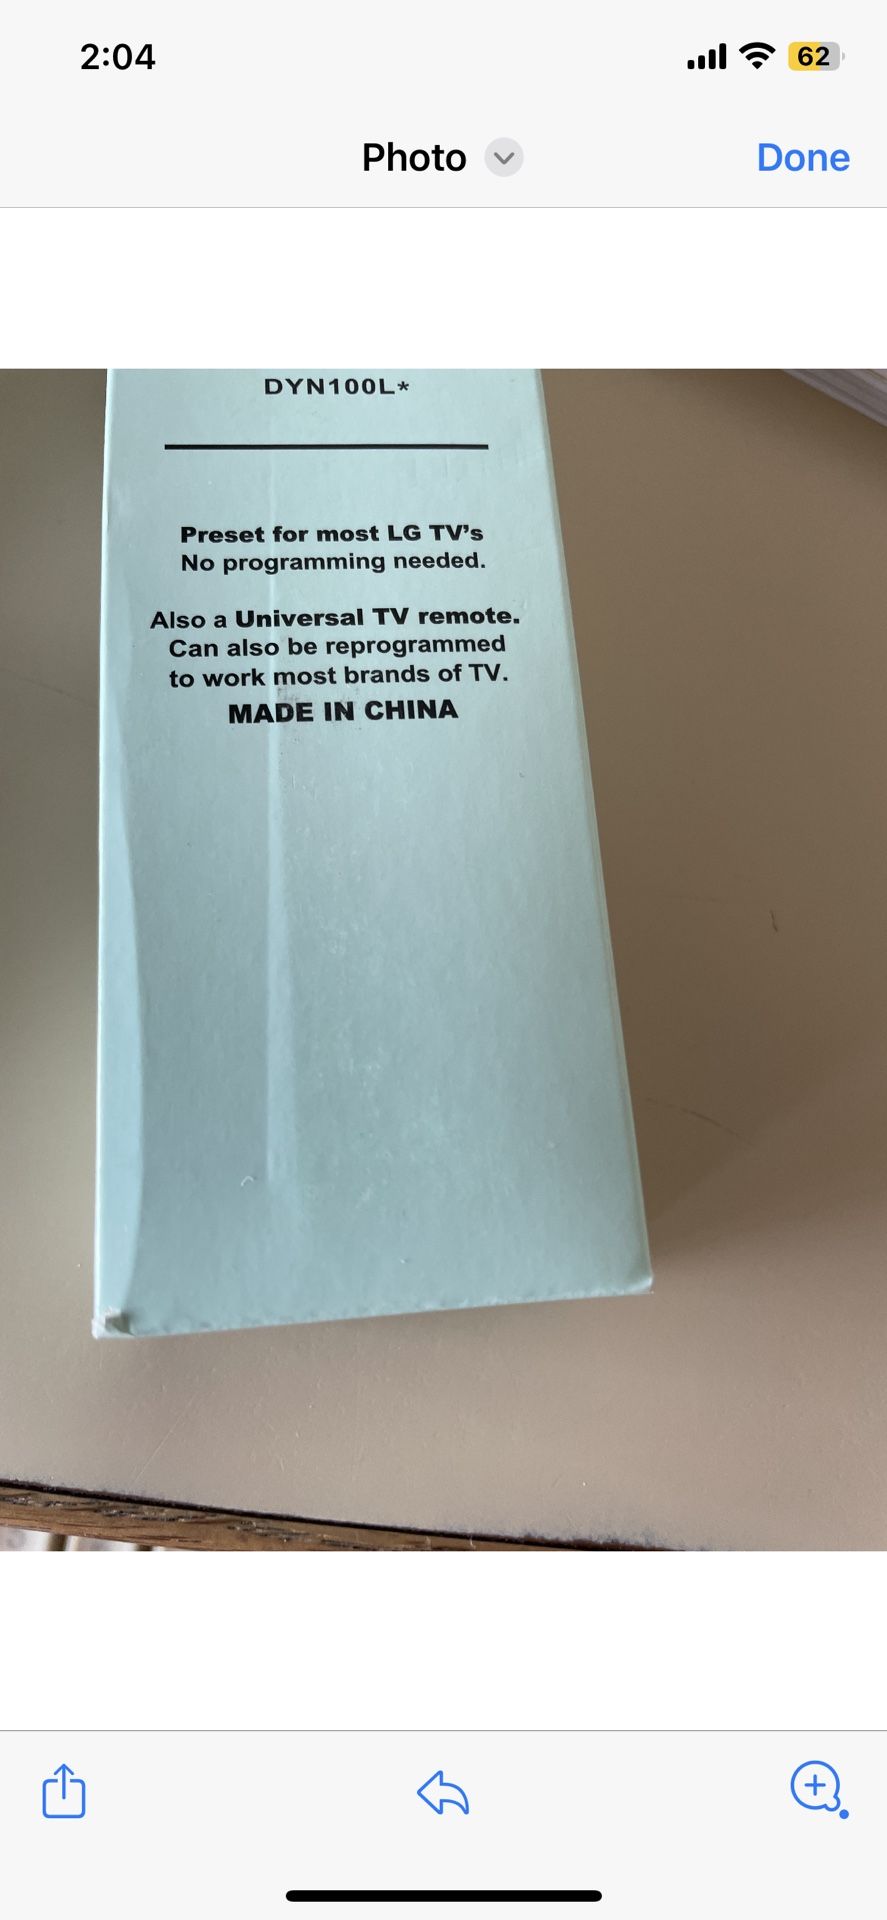 2:04
62
Photo
Done
DYN100L*
Preset for most LG TV's
No programming needed.
Also a Universal TV remote.
Can also be reprogrammed
to work most brands of TV.
MADE IN CHINA